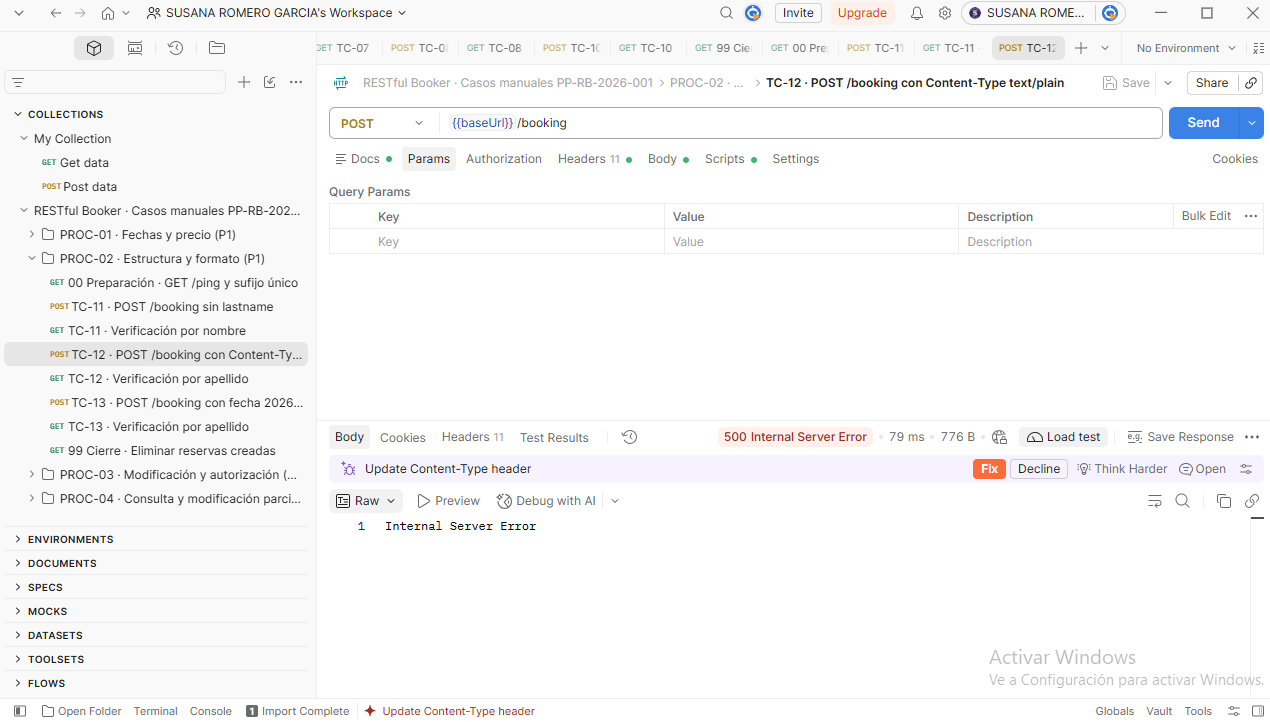 SUSANA ROMERO GARCIA's Workspace
Invite
Upgrade
SUSANA ROME...
GET TC-07
POST TC-0
GET TC-08
POST TC-10
GET TC-10
GET 99 Cie
GET 00 Pre
POST TC-11
GET TC-11
POST TC-12
No Environment
COLLECTIONS
My Collection
GET Get data
POST Post data
RESTful Booker · Casos manuales PP-RB-202...
PROC-01 · Fechas y precio (P1)
PROC-02 · Estructura y formato (P1)
GET 00 Preparación · GET /ping y sufijo único
POST TC-11 · POST /booking sin lastname
GET TC-11 · Verificación por nombre
POST TC-12 · POST /booking con Content-Ty...
GET TC-12 · Verificación por apellido
POST TC-13 · POST /booking con fecha 2026...
GET TC-13 · Verificación por apellido
GET 99 Cierre · Eliminar reservas creadas
PROC-03 · Modificación y autorización (...
PROC-04 · Consulta y modificación parci...
ENVIRONMENTS
DOCUMENTS
SPECS
MOCKS
DATASETS
TOOLSETS
FLOWS
HTTP RESTful Booker · Casos manuales PP-RB-2026-001 > PROC-02 · ... > TC-12 · POST /booking con Content-Type text/plain
Save
Share
POST {{baseUrl}} /booking
Send
Docs Params Authorization Headers 11 Body Scripts Settings Cookies
Query Params
Key Value Description Bulk Edit
Key Value Description
Body Cookies Headers 11 Test Results
500 Internal Server Error • 79 ms • 776 B
Load test
e.g. Save Response
Update Content-Type header
Fix Decline Think Harder Open
Raw Preview Debug with AI
1 Internal Server Error
Activar Windows
Ve a Configuración para activar Windows.
Open Folder Terminal Console 1 Import Complete Update Content-Type header
Globals Vault Tools